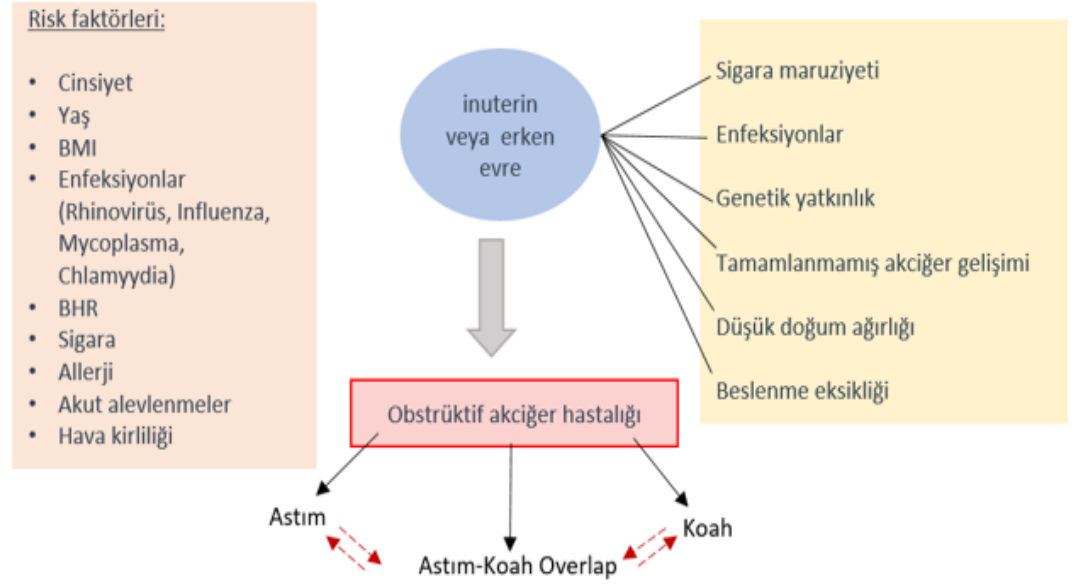 Risk faktörleri:
• Cinsiyet
• Yaş
• BMI
• Enfeksiyonlar
(Rhinovirüs, Influenza,
Mycoplasma,
Chlamyydia)
• BHR
• Sigara
• Allerji
• Akut alevlenmeler
• Hava kirliliği
inuterin
veya erken
evre
Sigara maruziyeti
Enfeksiyonlar
Genetik yatkınlık
Tamamlanmamış akciğer gelişimi
Düşük doğum ağırlığı
Beslenme eksikliği
Obstrüktif akciğer hastalığı
Astım
Astım-Koah Overlap
Koah